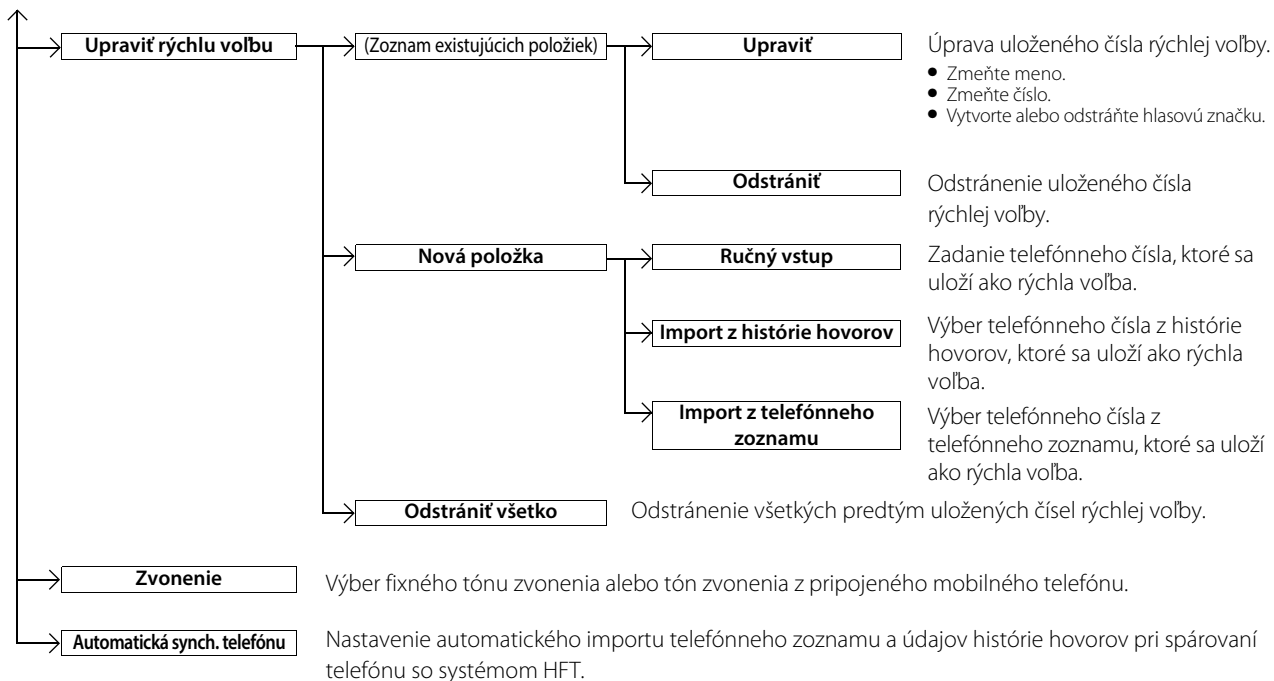 Upraviť rýchlu voľbu
(Zoznam existujúcich položiek)
Upraviť
Úprava uloženého čísla rýchlej voľby.
● Zmeňte meno.
● Zmeňte číslo.
● Vytvorte alebo odstráňte hlasovú značku.
Odstrániť
Odstránenie uloženého čísla
rýchlej voľby.
Nová položka
Ručný vstup
Zadanie telefónneho čísla, ktoré sa
uloží ako rýchla voľba.
Import z histórie hovorov
Výber telefónneho čísla z histórie
hovorov, ktoré sa uloží ako rýchla
voľba.
Import z telefónneho
zoznamu
Výber telefónneho čísla z
telefónneho zoznamu, ktoré sa uloží
ako rýchla voľba.
Odstrániť všetko
Odstránenie všetkých predtým uložených čísel rýchlej voľby.
Zvonenie
Výber fixného tónu zvonenia alebo tón zvonenia z pripojeného mobilného telefónu.
Automatická synch. telefónu
Nastavenie automatického importu telefónneho zoznamu a údajov histórie hovorov pri spárovaní
telefónu so systémom HFT.